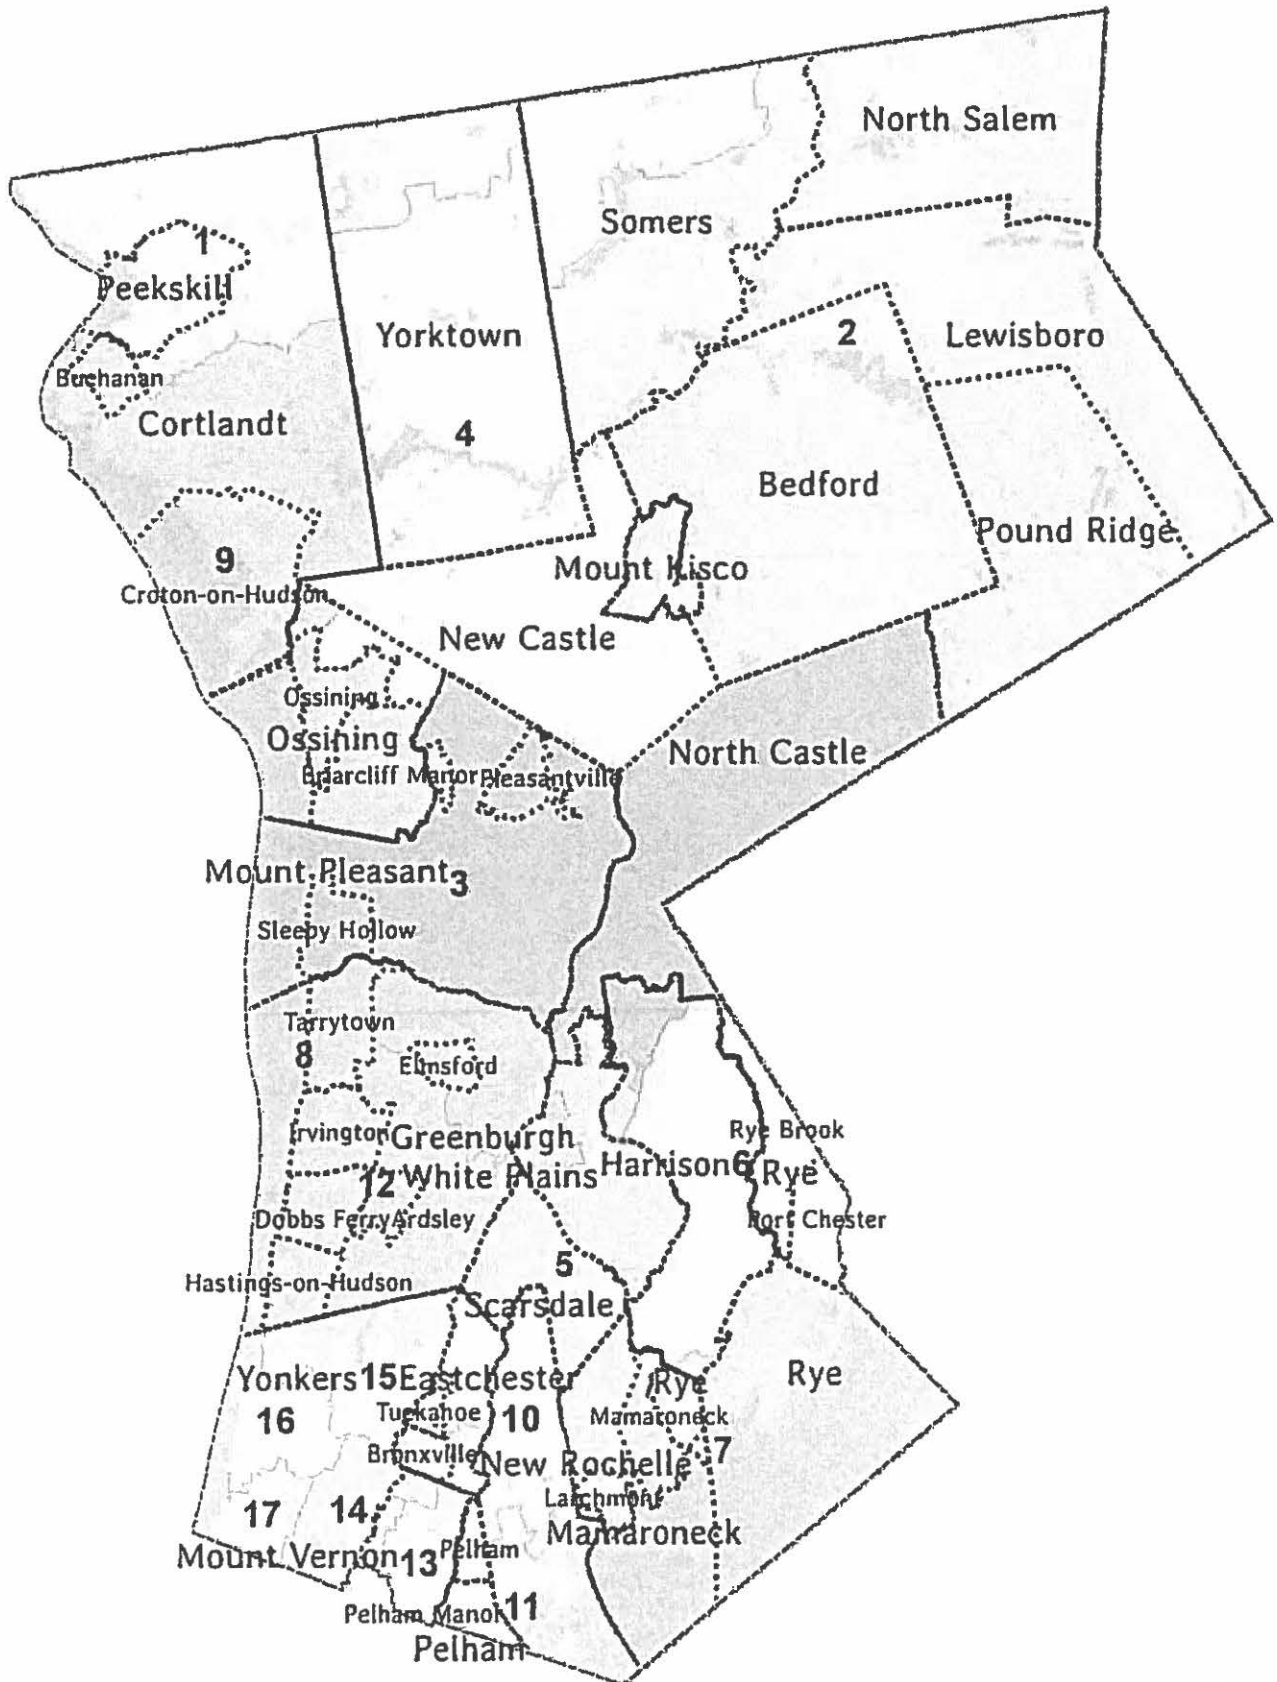 North Salem
Somers
1
Peekskill
Yorktown
2
Lewisboro
Buchanan
Cortlandt
4
Bedford
Pound Ridge
9
Mount Kisco
Croton-on-Hudson
New Castle
Ossining
Ossining
North Castle
Briarcliff Manor
Pleasantville
Mount Pleasant
3
Sleepy Hollow
Tarrytown
8
Elmsford
Irvington
Greenburgh
Rye Brook
12
White Plains
Harrison
6
Rye
Dobbs Ferry
Ardsley
Port Chester
5
Hastings-on-Hudson
Scarsdale
Yonkers
15
Eastchester
Rye
Rye
16
Tuckahoe
10
Mamaroneck
Bronxville
New Rochelle
7
Larchmont
17
14
Mamaroneck
Mount Vernon
13
Pelham
Pelham Manor
11
Pelham